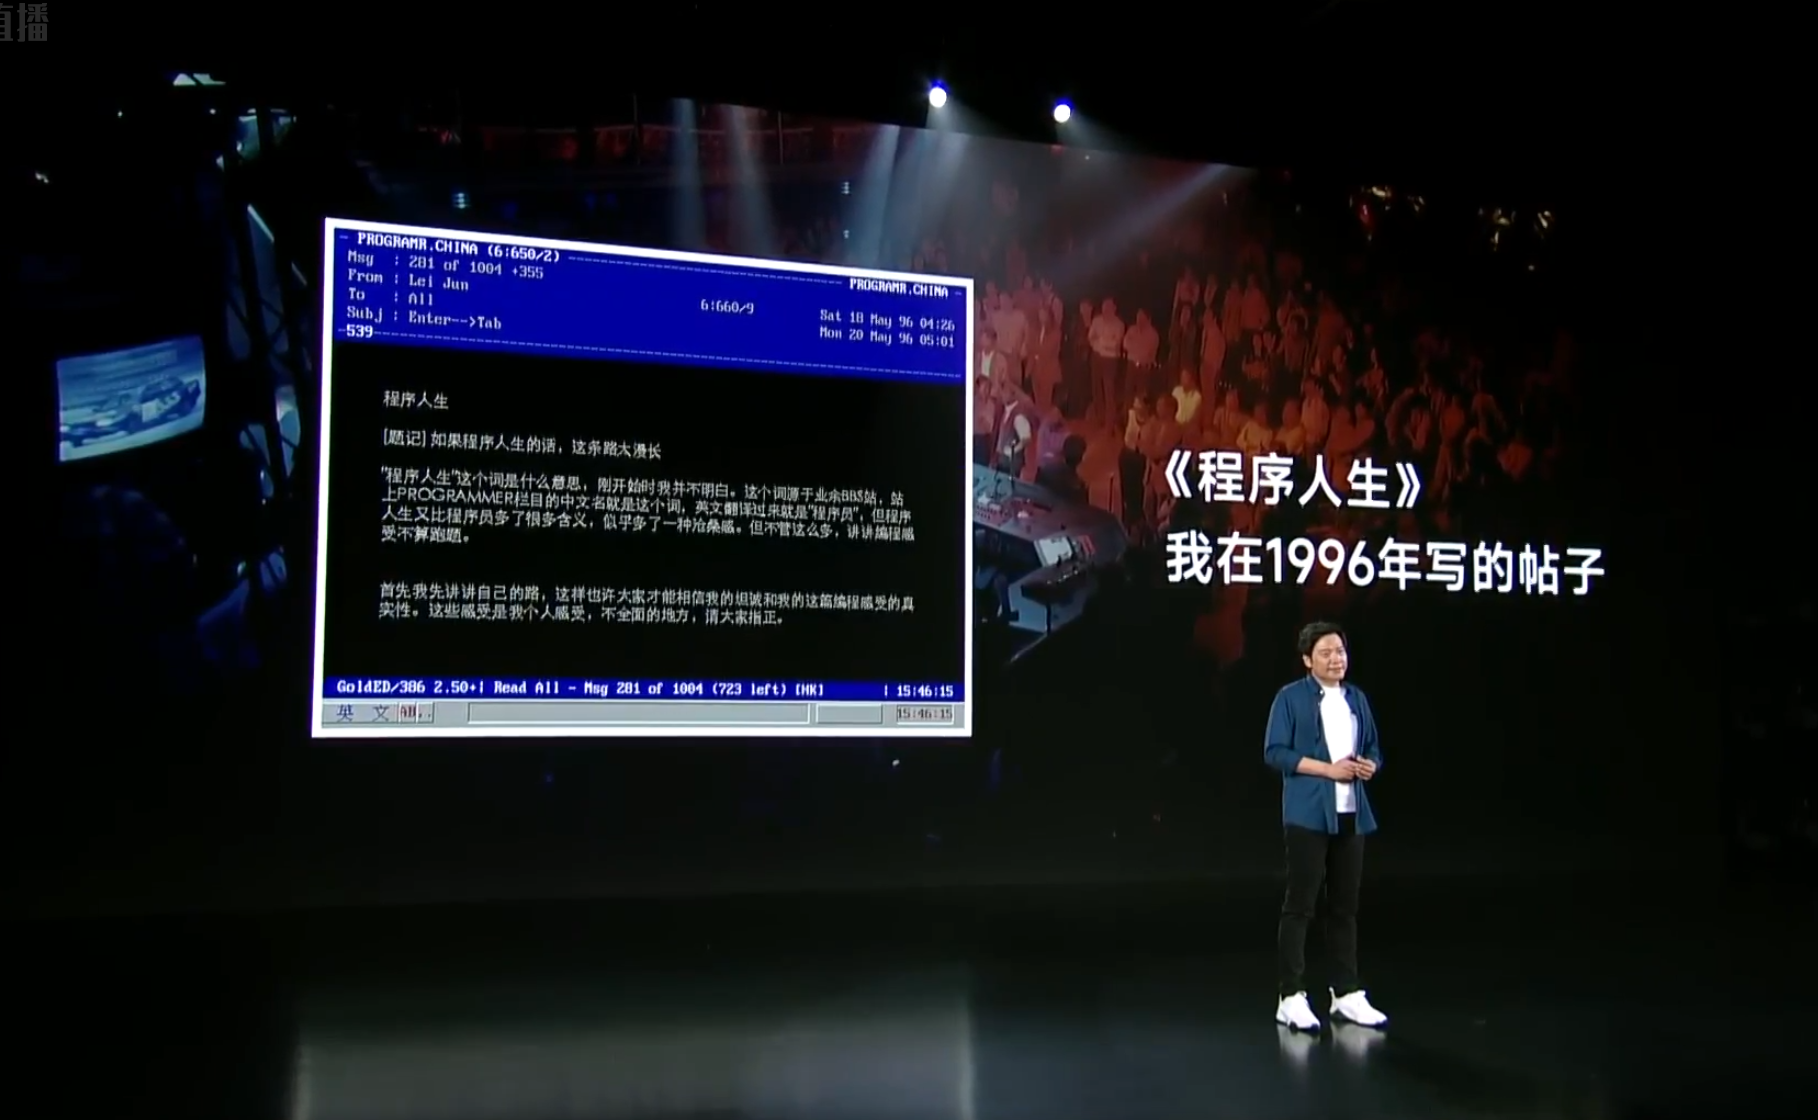 直播
PROGRAMR.CHINA (6:650/2)
PROGRAMR.CHINA
Msg : 281 of 1004 +355
From : Lei Jun
6:660/9
Sat 18 May 96 04:26
To : All
Mon 20 May 96 05:01
Subj : Enter-->Tab
539
程序人生
[题记] 如果程序人生的话，这条路太漫长
"程序人生"这个词是什么意思，刚开始时我并不明白。这个词源于业余BBS站，站
上PROGRAMMER栏目的中文名就是这个词，英文翻译过来就是"程序员"，但程序
人生又比程序员多了很多含义，似乎多了一种沧桑感。但不管这么多，讲讲编程感
受不算跑题。
首先我先讲讲自己的路，这样也许大家才能相信我的坦诚和我的这篇编程感受的真
实性。这些感受是我个人感受，不全面的地方，请大家指正。
GoldED/386 2.50+| Read All - Msg 281 of 1004 (723 left) [HK] | 15:46:15
英 文
15:46:15
《程序人生》
我在1996年写的帖子